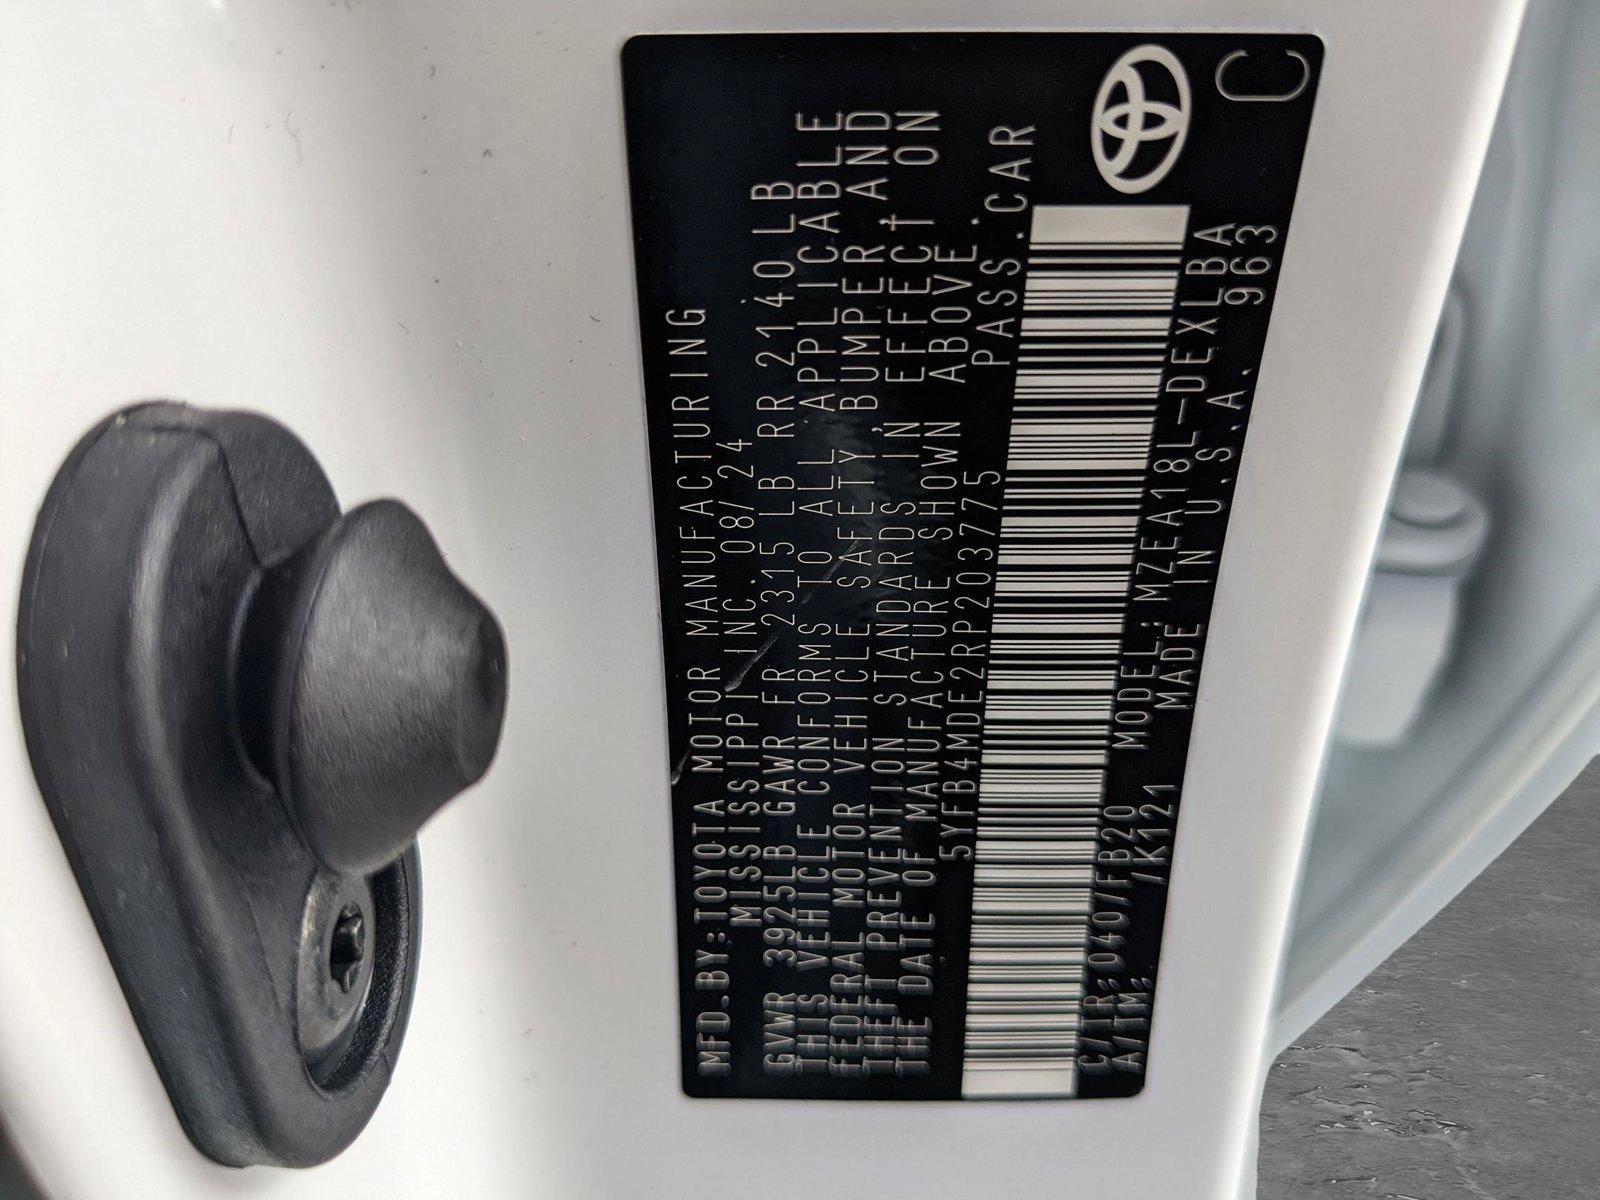 MFD.BY:TOYOTA MOTOR MANUFACTURING
MISSISSIPPI INC. 08/24
GVWR 3925LB GAWR FR 2315 LB RR 2140LB
THIS VEHICLE CONFORMS TO ALL APPLICABLE
FEDERAL MOTOR VEHICLE SAFETY,BUMPER,AND
THEFT PREVENTION STANDARDS IN EFFECT ON
THE DATE OF MANUFACTURE SHOWN ABOVE.
5YFB4MDE2RP203775 PASS.CAR
C/TR:040/FB20 MODEL:MZEA18L-DEXLBA
A/TM: /K121 MADE IN U.S.A. 963
C